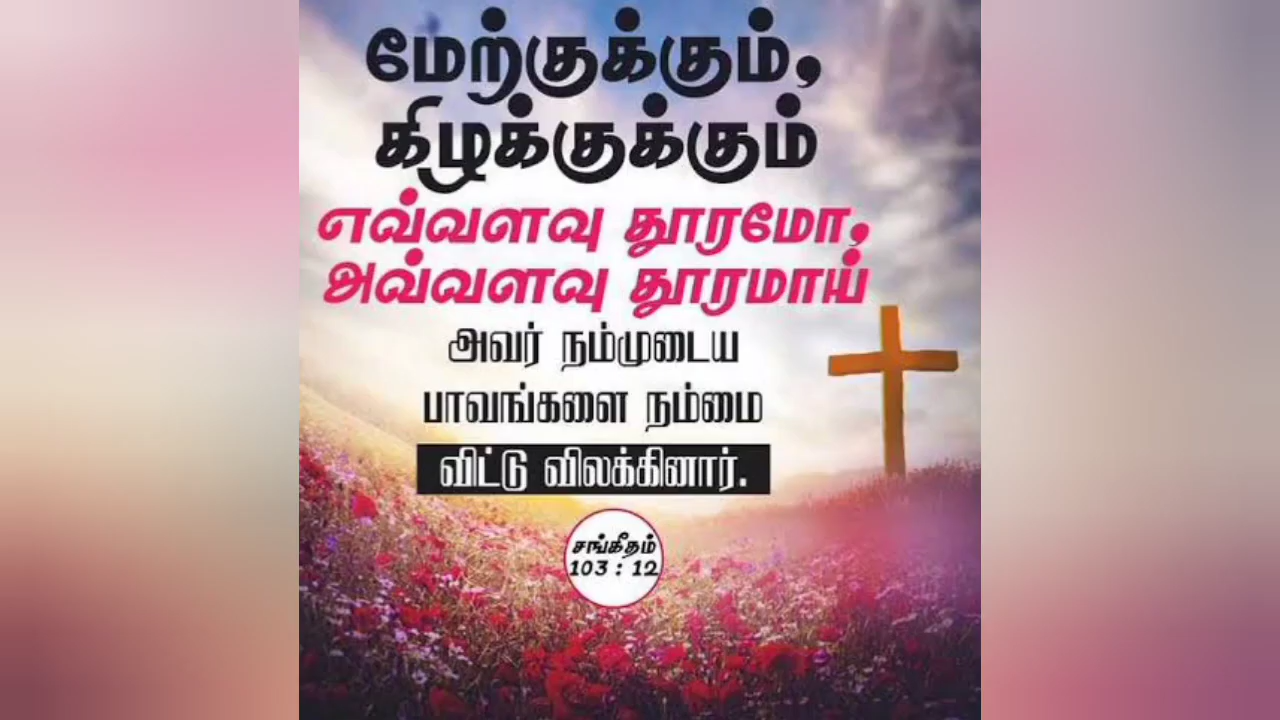 மேற்குக்கும்,
கிழக்குக்கும்
எவ்வளவு தூரமோ,
அவ்வளவு தூரமாய்
அவர் நம்முடைய
பாவங்களை நம்மை
விட்டு விலக்கினார்.
சங்கீதம்
103 : 12